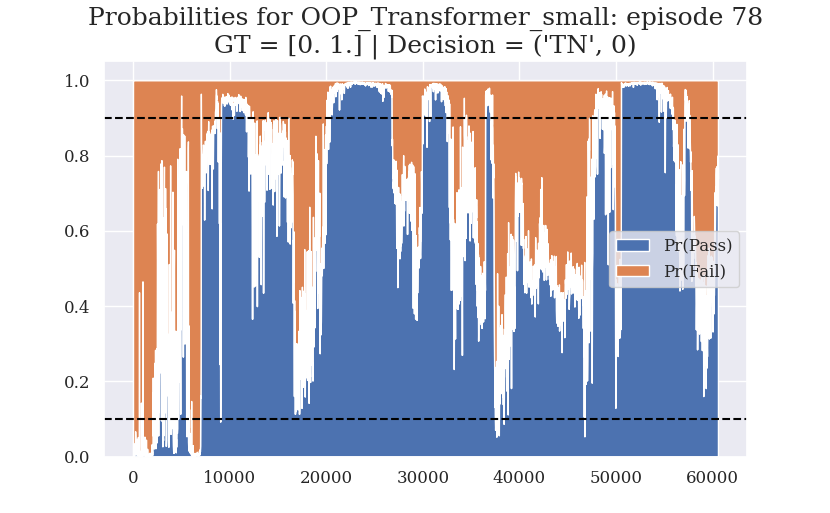 Probabilities for OOP_Transformer_small: episode 78
GT = [0. 1.] | Decision = ('TN', 0)
1.0
0.8
0.6
0.4
0.2
0.0
Pr(Pass)
Pr(Fail)
0 10000 20000 30000 40000 50000 60000